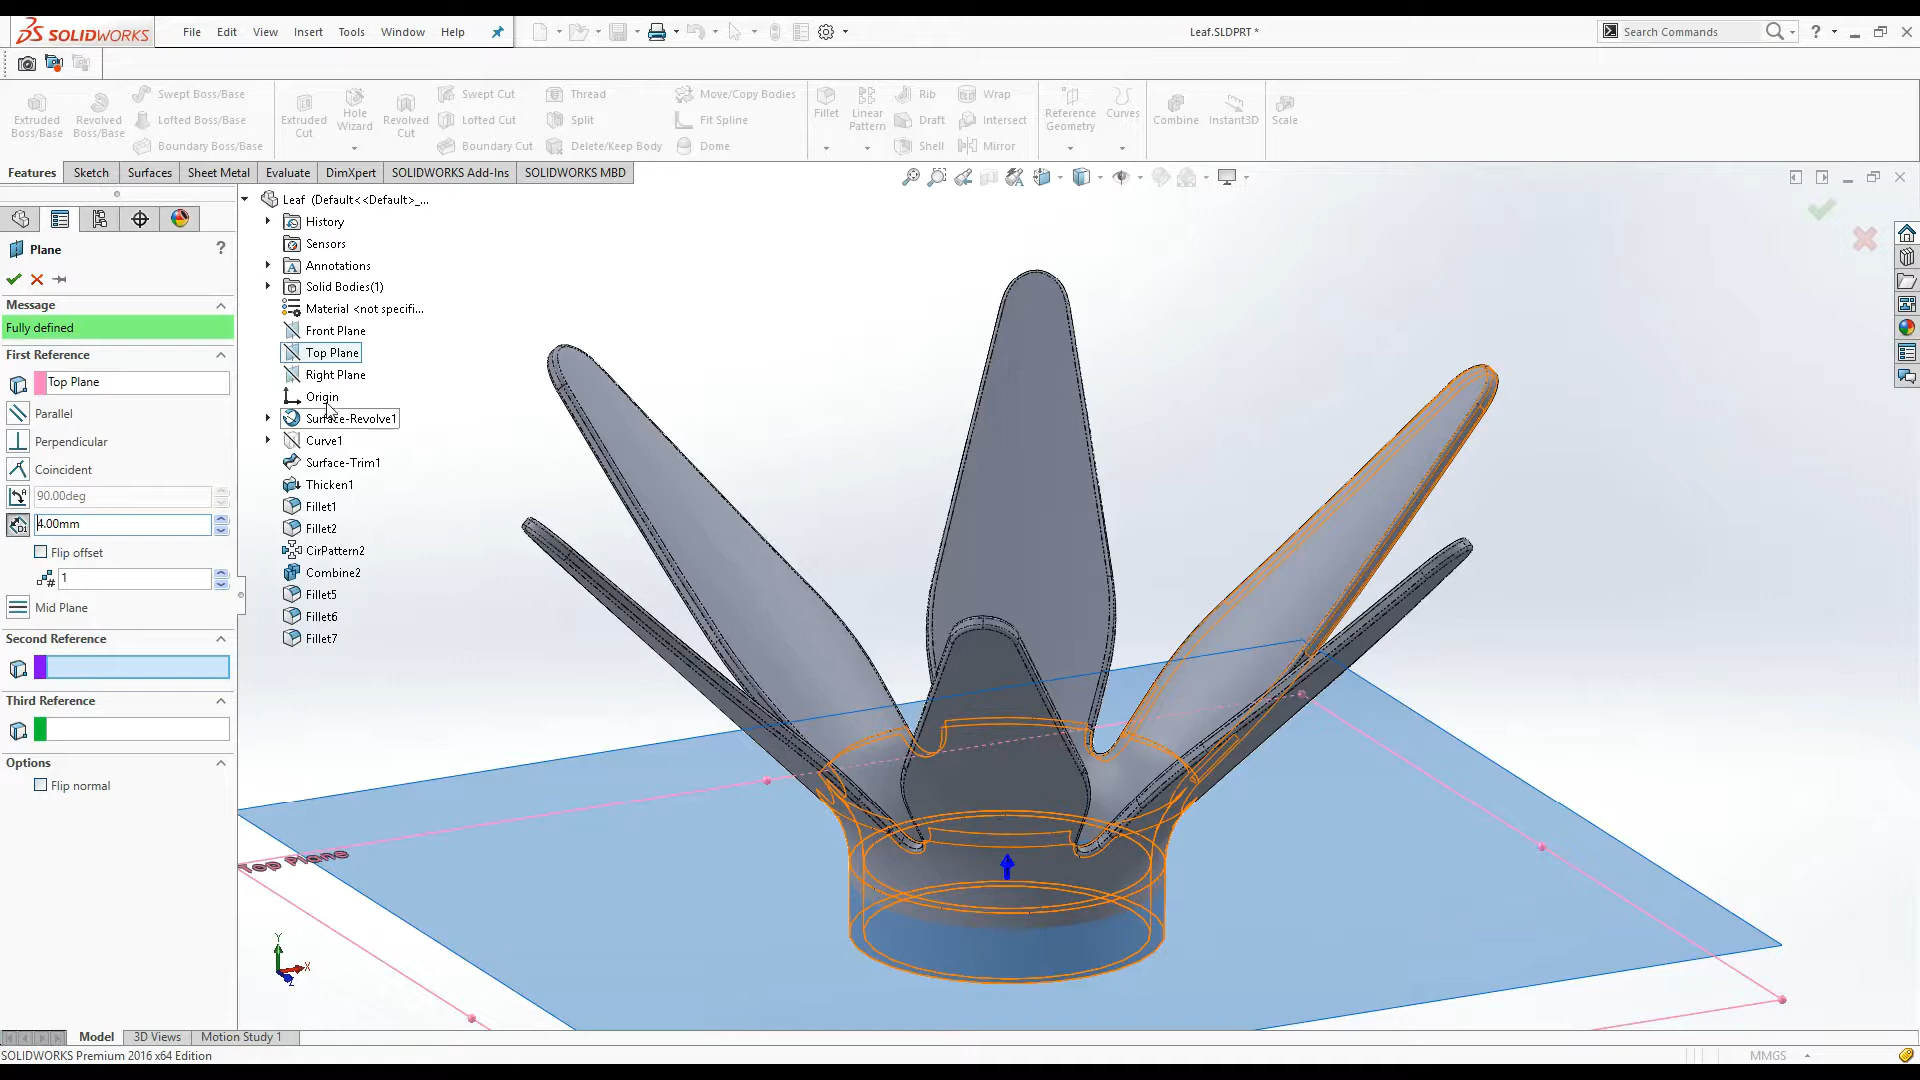 SOLIDWORKS
File Edit View Insert Tools Window Help
Leaf.SLDPRT *
Search Commands
Extruded Boss/Base
Revolved Boss/Base
Swept Boss/Base
Lofted Boss/Base
Boundary Boss/Base
Extruded Cut
Hole Wizard
Revolved Cut
Swept Cut
Lofted Cut
Boundary Cut
Thread
Split
Delete/Keep Body
Move/Copy Bodies
Fit Spline
Dome
Fillet
Linear Pattern
Rib
Draft
Shell
Wrap
Intersect
Mirror
Reference Geometry
Curves
Combine
Instant3D
Scale
Features Sketch Surfaces Sheet Metal Evaluate DimXpert SOLIDWORKS Add-Ins SOLIDWORKS MBD
Plane
?
Message
Fully defined
First Reference
Top Plane
Parallel
Perpendicular
Coincident
90.00deg
4.00mm
Flip offset
1
Mid Plane
Second Reference
Third Reference
Options
Flip normal
Leaf (Default<<Default>_...
History
Sensors
Annotations
Solid Bodies(1)
Material <not specifi...
Front Plane
Top Plane
Right Plane
Origin
Surface-Revolve1
Curve1
Surface-Trim1
Thicken1
Fillet1
Fillet2
CirPattern2
Combine2
Fillet5
Fillet6
Fillet7
Top Plane
Y
X
Z
Model 3D Views Motion Study 1
SOLIDWORKS Premium 2016 x64 Edition
MMGS